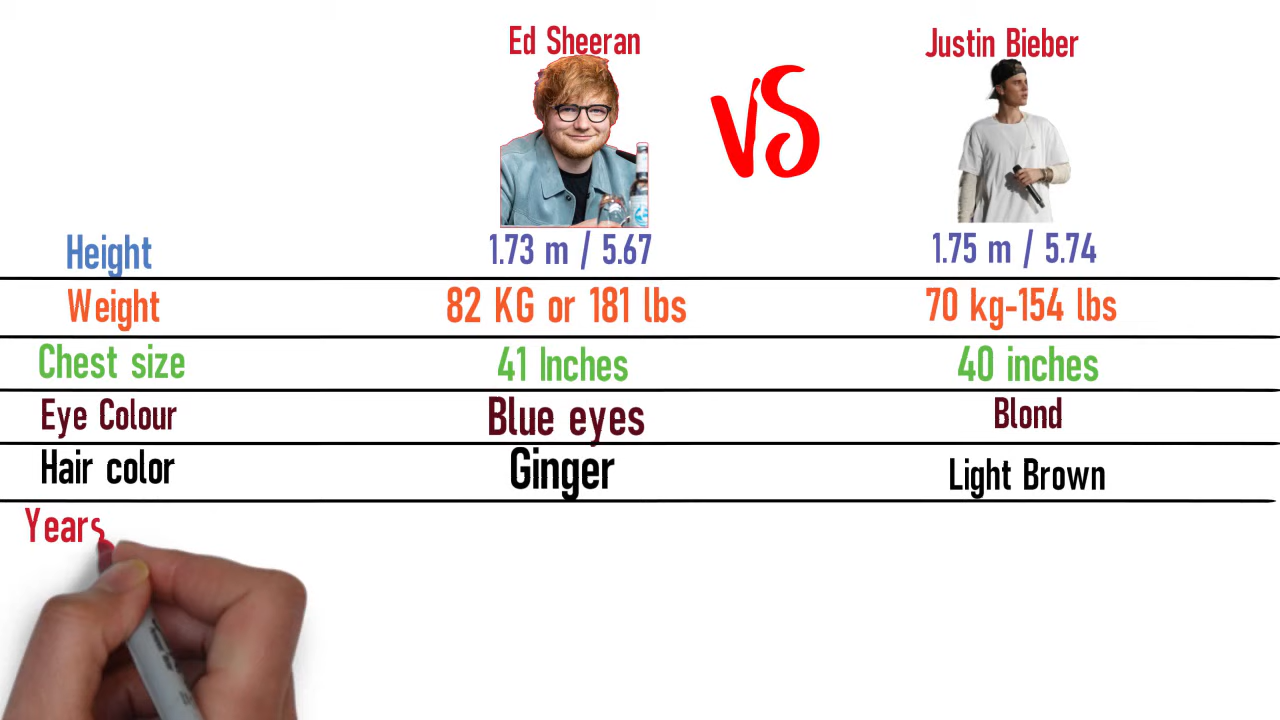 Ed Sheeran
VS
Justin Bieber
Height 1.73 m / 5.67 1.75 m / 5.74
Weight 82 KG or 181 lbs 70 kg-154 lbs
Chest size 41 Inches 40 inches
Eye Colour Blue eyes Blond
Hair color Ginger Light Brown
Years